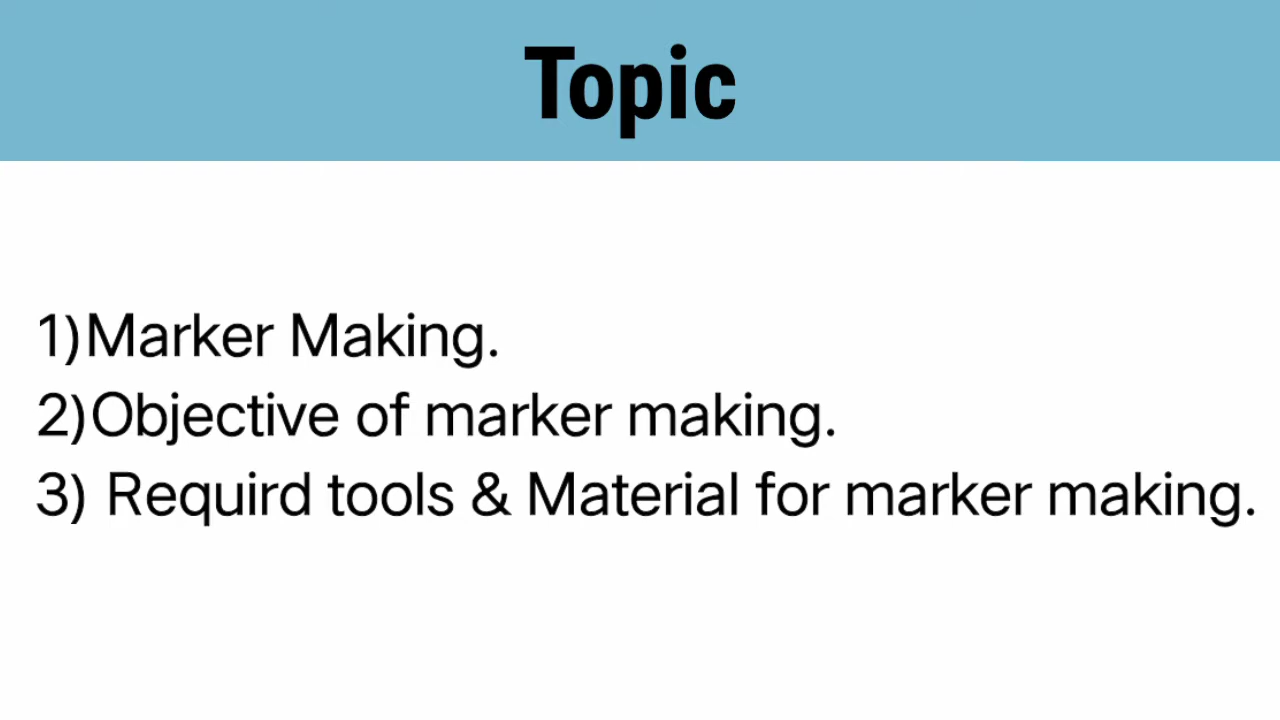 Topic
1)Marker Making.
2)Objective of marker making.
3) Requird tools & Material for marker making.